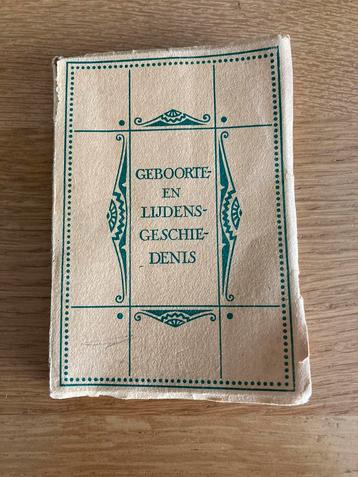 GEBOORTE-
EN
LIJDENS-
GESCHIE-
DENIS